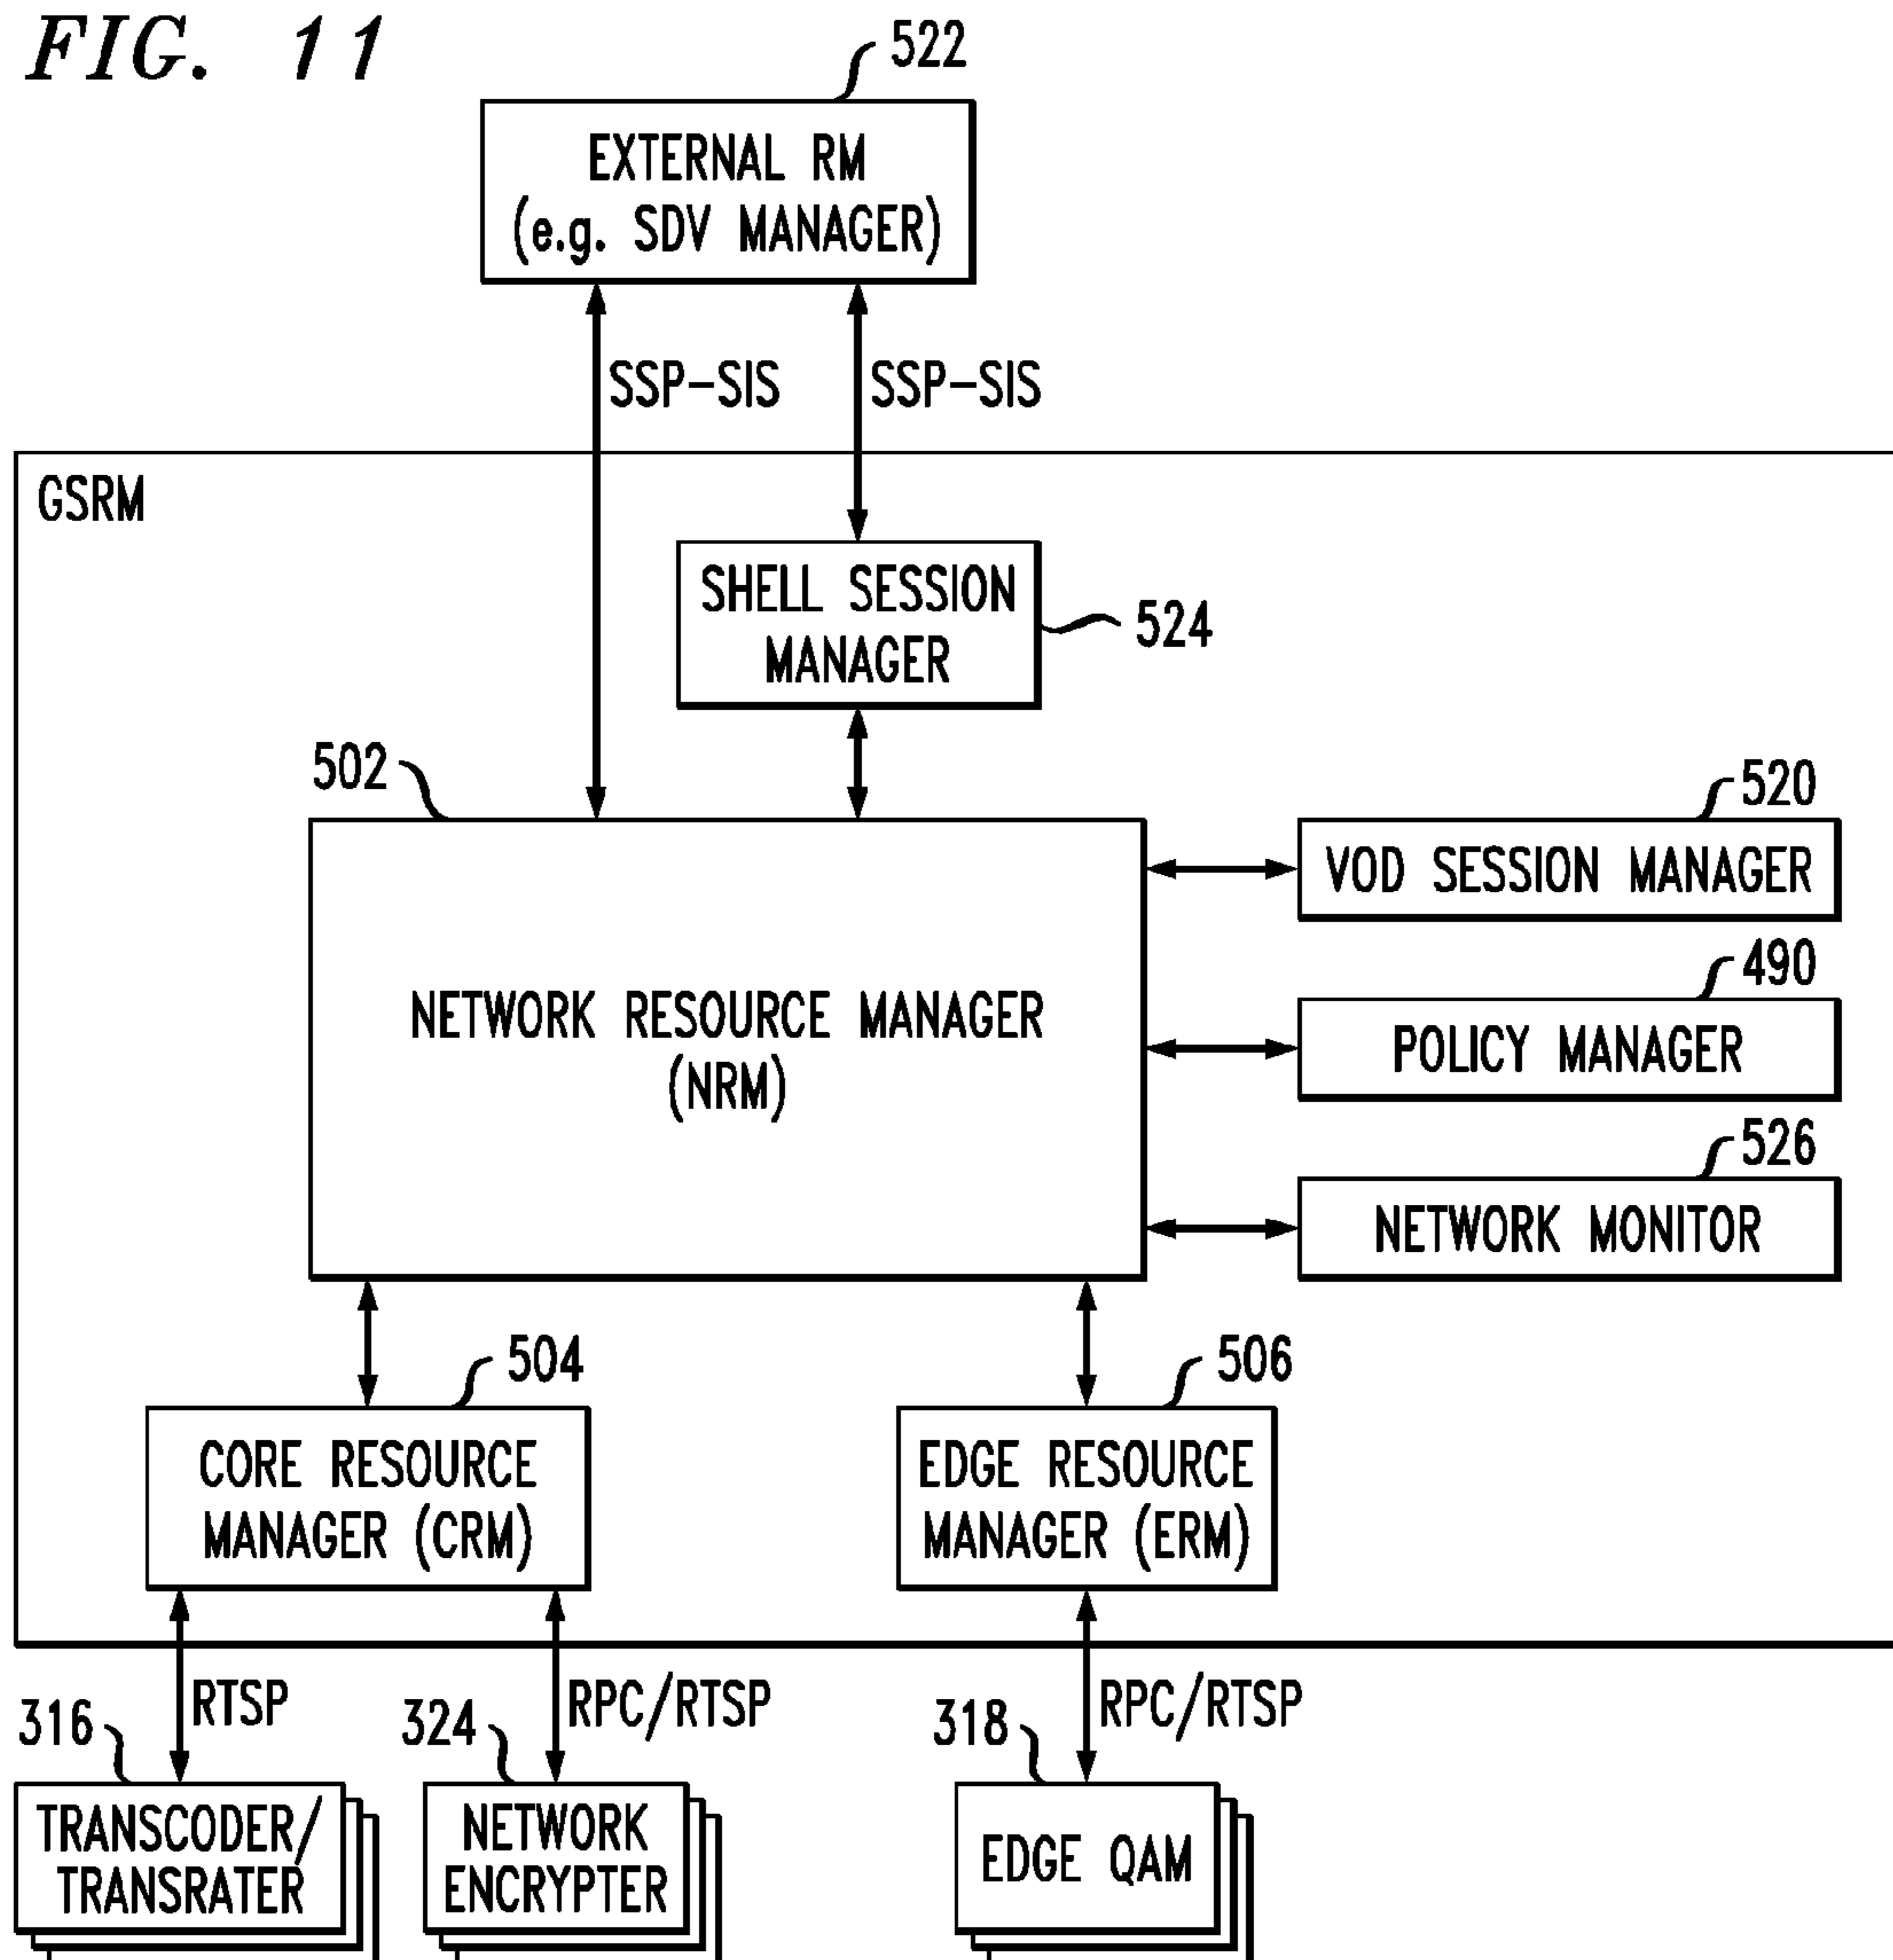 FIG. 11
522
EXTERNAL RM
(e.g. SDV MANAGER)
SSP-SIS
SSP-SIS
GSRM
SHELL SESSION
MANAGER
524
502
520
VOD SESSION MANAGER
490
NETWORK RESOURCE MANAGER
(NRM)
POLICY MANAGER
526
NETWORK MONITOR
504
506
CORE RESOURCE
MANAGER (CRM)
EDGE RESOURCE
MANAGER (ERM)
RTSP
RPC/RTSP
RPC/RTSP
316
324
318
TRANSCODER/
TRANSRATER
NETWORK
ENCRYPTER
EDGE QAM